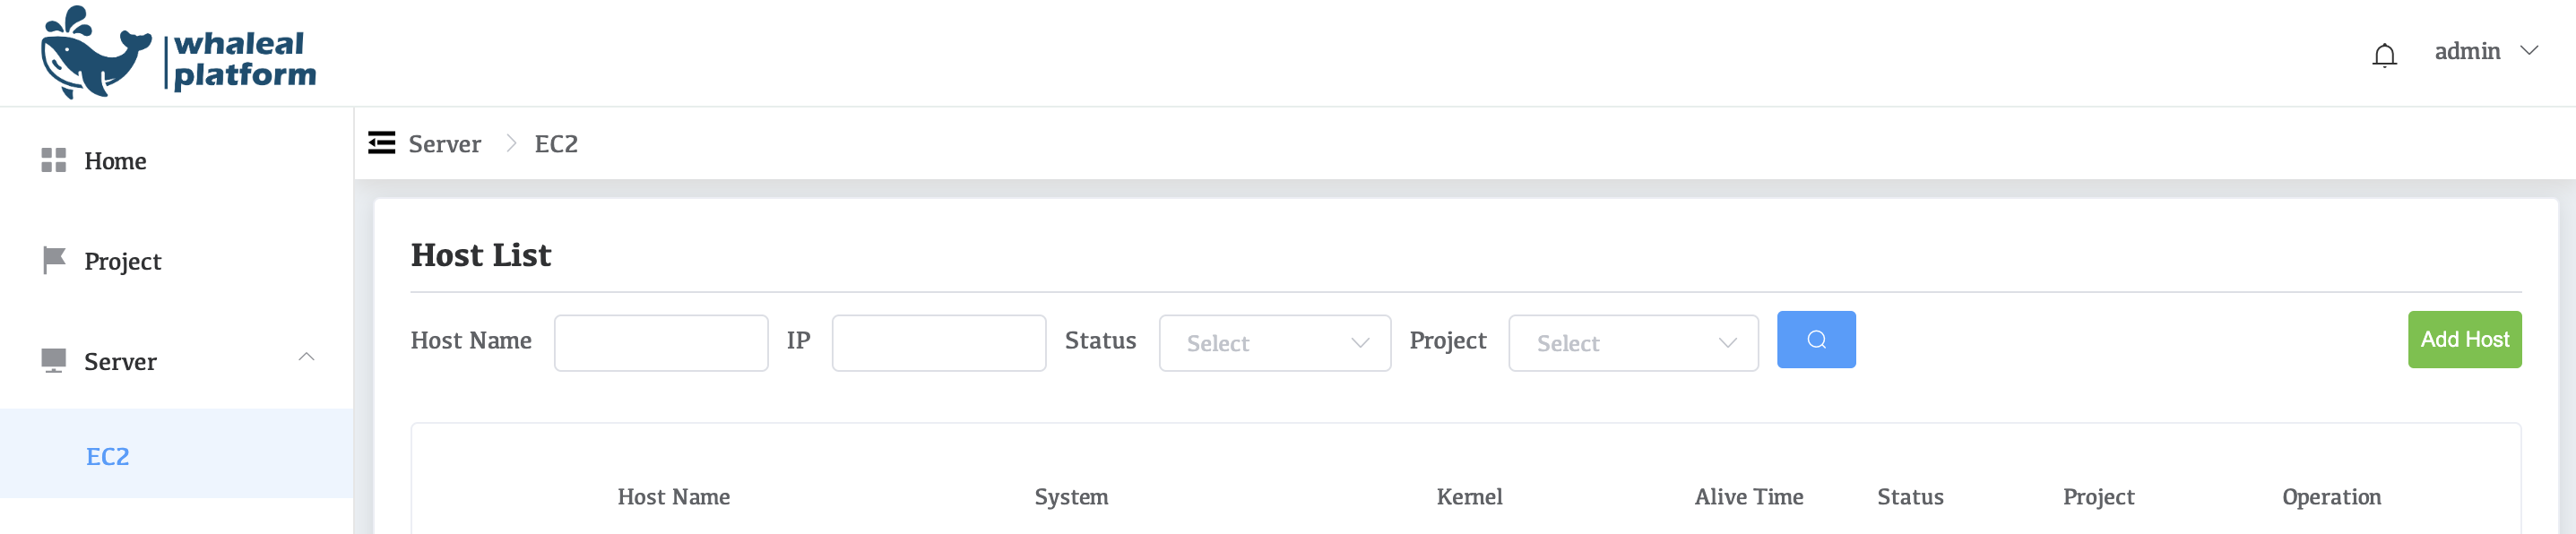 whaleal
platform
admin
Home
Project
Server
EC2
Server > EC2
Host List
Host Name IP Status Select Project Select Add Host
Host Name System Kernel Alive Time Status Project Operation